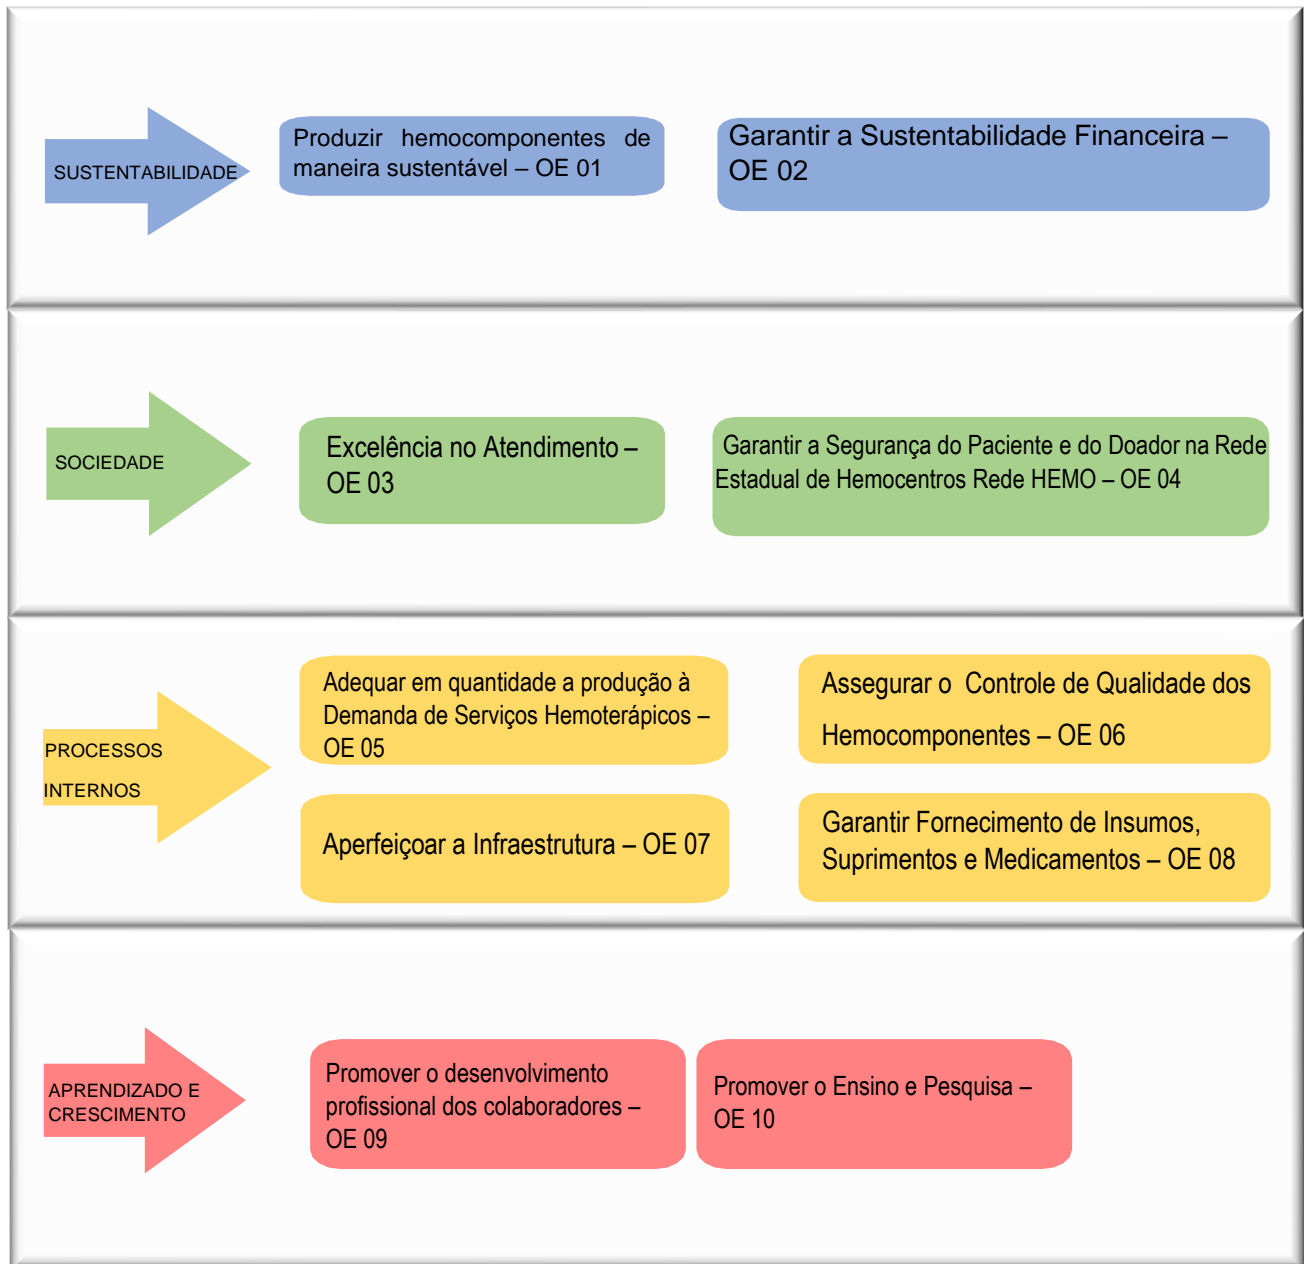 SUSTENTABILIDADE
Produzir hemocomponentes de
maneira sustentável – OE 01
Garantir a Sustentabilidade Financeira –
OE 02
SOCIEDADE
Excelência no Atendimento –
OE 03
Garantir a Segurança do Paciente e do Doador na Rede
Estadual de Hemocentros Rede HEMO – OE 04
PROCESSOS
INTERNOS
Adequar em quantidade a produção à
Demanda de Serviços Hemoterápicos –
OE 05
Assegurar o Controle de Qualidade dos
Hemocomponentes – OE 06
Aperfeiçoar a Infraestrutura – OE 07
Garantir Fornecimento de Insumos,
Suprimentos e Medicamentos – OE 08
APRENDIZADO E
CRESCIMENTO
Promover o desenvolvimento
profissional dos colaboradores –
OE 09
Promover o Ensino e Pesquisa –
OE 10